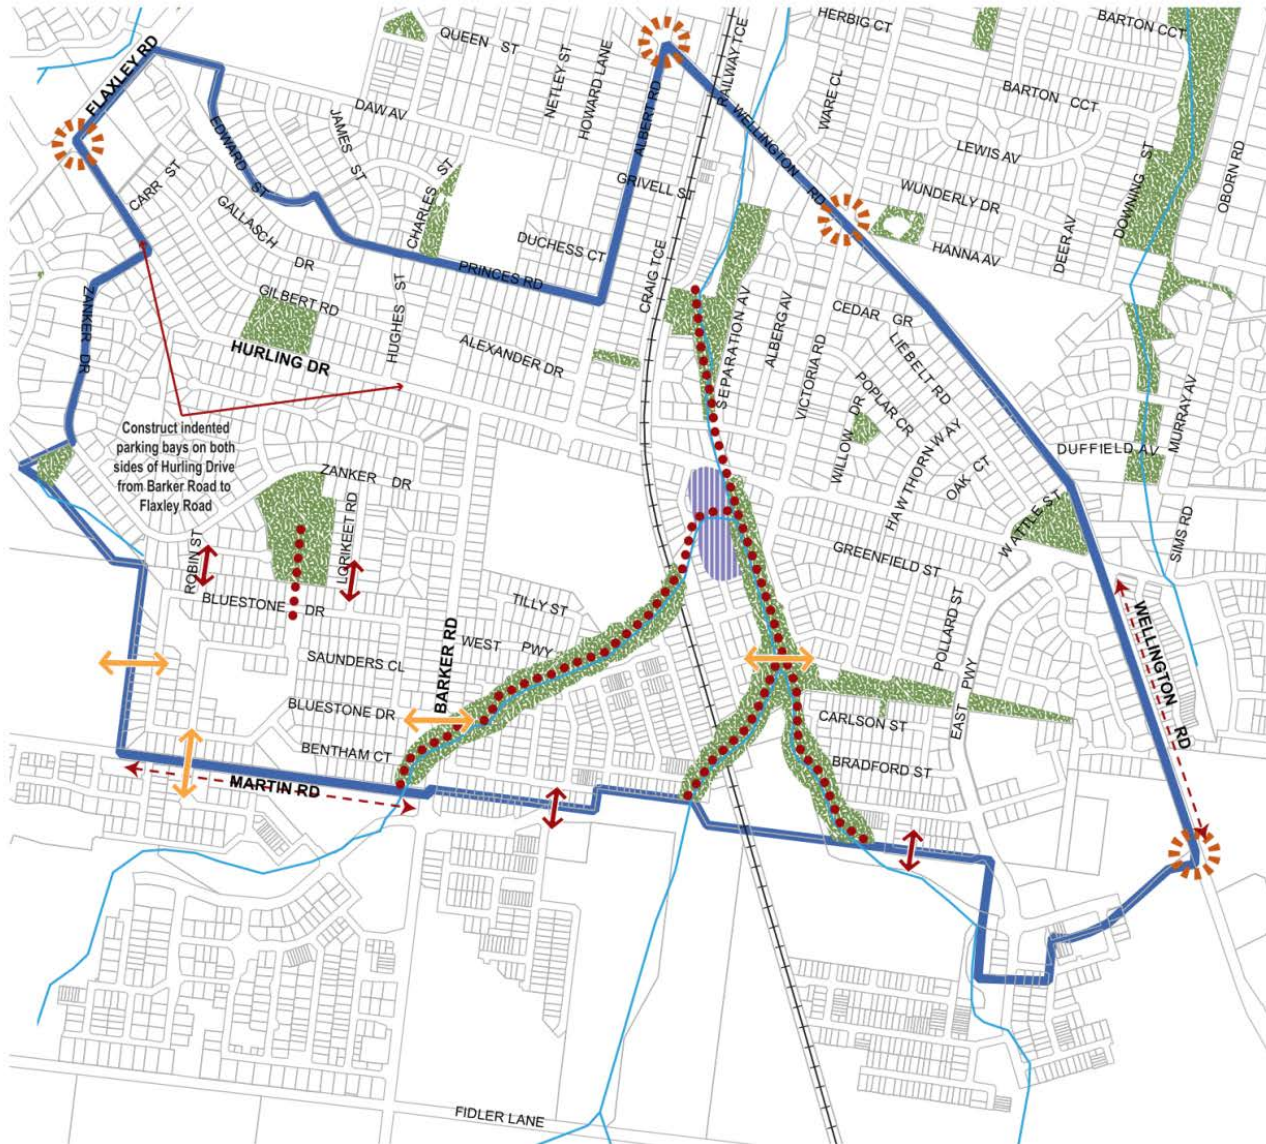 HERBIG CT
BARTON CCT
QUEEN ST
NETLEY ST
HOWARD LANE
RAILWAY TCE
FLAXLEY RD
WARE CL
BARTON CCT
DAW AV
JAMES ST
ALBERT RD
WELLINGTON RD
LEWIS AV
EDWARD ST
CARR ST
CHARLES ST
GRIVELL ST
WUNDERLY DR
DOWNING ST
OBORN RD
GALLASCH DR
DUCHESS CT
HANNA AV
DEER AV
PRINCES RD
CRAIG TCE
ZANKER DR
GILBERT RD
HUGHES ST
SEPARATION AV
ALBERG AV
CEDAR GR
HURLING DR
ALEXANDER DR
VICTORIA RD
LIEBELT RD
POPLAR CR
WILLOW DR
MURRAY AV
Construct indented
parking bays on both
sides of Hurling Drive
from Barker Road to
Flaxley Road
HAWTHORN WAY
OAK CT
DUFFIELD AV
ZANKER DR
LORIKEET RD
WATTLE ST
SIMS RD
ROBIN ST
GREENFIELD ST
BLUESTONE DR
TILLY ST
POLLARD ST
WELLINGTON RD
BARKER RD
WEST PWY
SAUNDERS CL
EAST PWY
BLUESTONE DR
CARLSON ST
BENTHAM CT
BRADFORD ST
MARTIN RD
FIDLER LANE